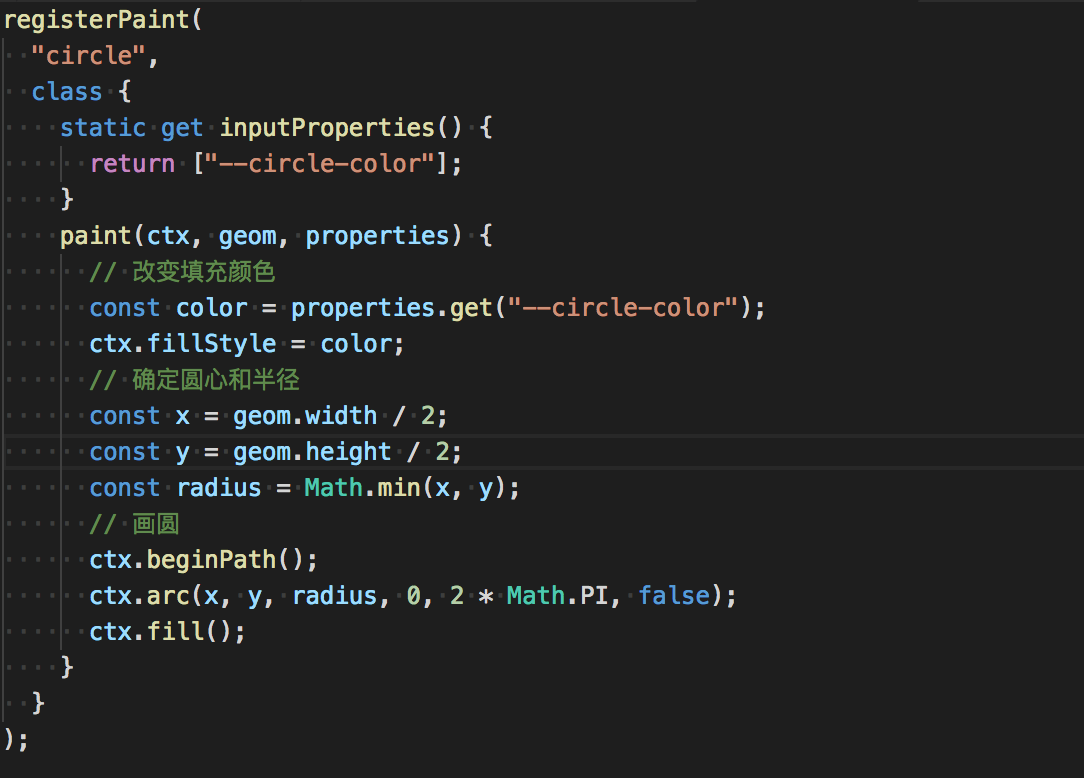 registerPaint(
  "circle",
  class {
    static get inputProperties() {
      return ["--circle-color"];
    }
    paint(ctx, geom, properties) {
      // 改变填充颜色
      const color = properties.get("--circle-color");
      ctx.fillStyle = color;
      // 确定圆心和半径
      const x = geom.width / 2;
      const y = geom.height / 2;
      const radius = Math.min(x, y);
      // 画圆
      ctx.beginPath();
      ctx.arc(x, y, radius, 0, 2 * Math.PI, false);
      ctx.fill();
    }
  }
);